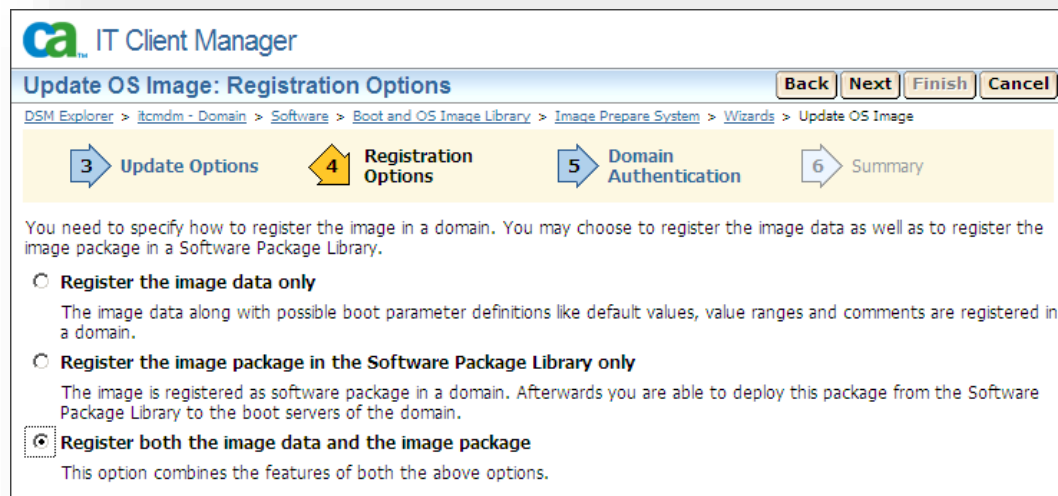 ca™ IT Client Manager
Update OS Image: Registration Options
Back Next Finish Cancel
DSM Explorer > itcmdm - Domain > Software > Boot and OS Image Library > Image Prepare System > Wizards > Update OS Image
3 Update Options
4 Registration Options
5 Domain Authentication
6 Summary
You need to specify how to register the image in a domain. You may choose to register the image data as well as to register the
image package in a Software Package Library.
Register the image data only
The image data along with possible boot parameter definitions like default values, value ranges and comments are registered in
a domain.
Register the image package in the Software Package Library only
The image is registered as software package in a domain. Afterwards you are able to deploy this package from the Software
Package Library to the boot servers of the domain.
Register both the image data and the image package
This option combines the features of both the above options.